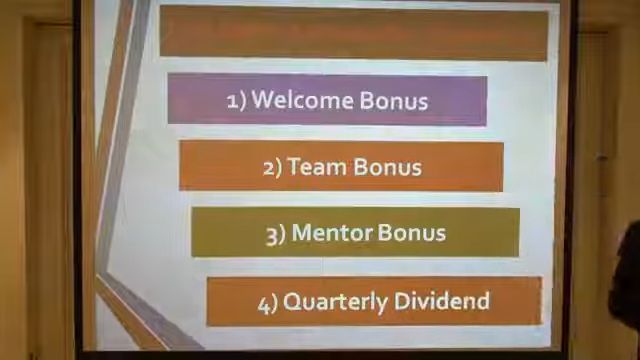 1) Welcome Bonus
2) Team Bonus
3) Mentor Bonus
4) Quarterly Dividend